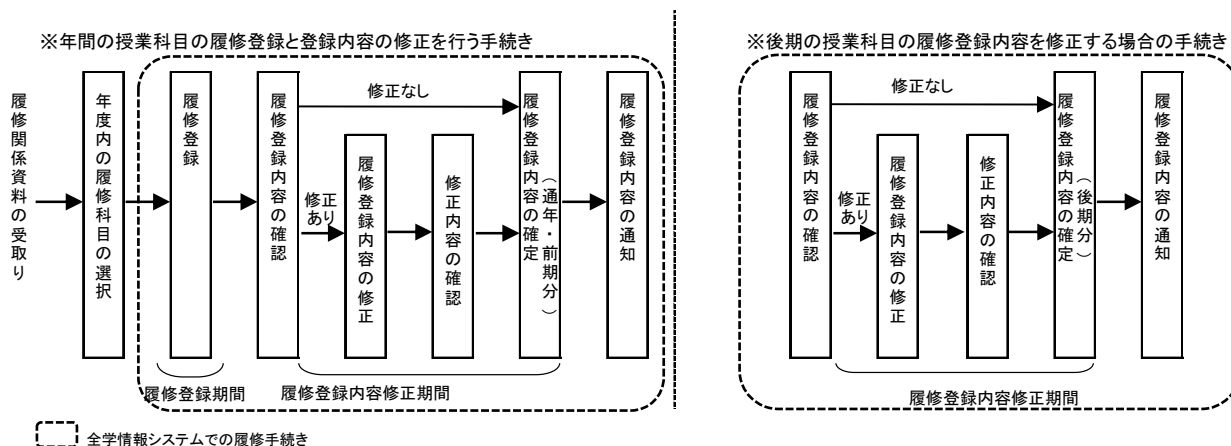 ※年間の授業科目の履修登録と登録内容の修正を行う手続き
履修関係資料の受取り
年度内の履修科目の選択
履修登録
履修登録内容の確認
修正なし
修正あり
履修登録内容の修正
修正内容の確認
履修登録内容の確定
（通年・前期分）
履修登録内容の通知
履修登録期間
履修登録内容修正期間
※後期の授業科目の履修登録内容を修正する場合の手続き
履修登録内容の確認
修正なし
修正あり
履修登録内容の修正
修正内容の確認
履修登録内容の確定
（後期分）
履修登録内容の通知
履修登録内容修正期間
全学情報システムでの履修手続き